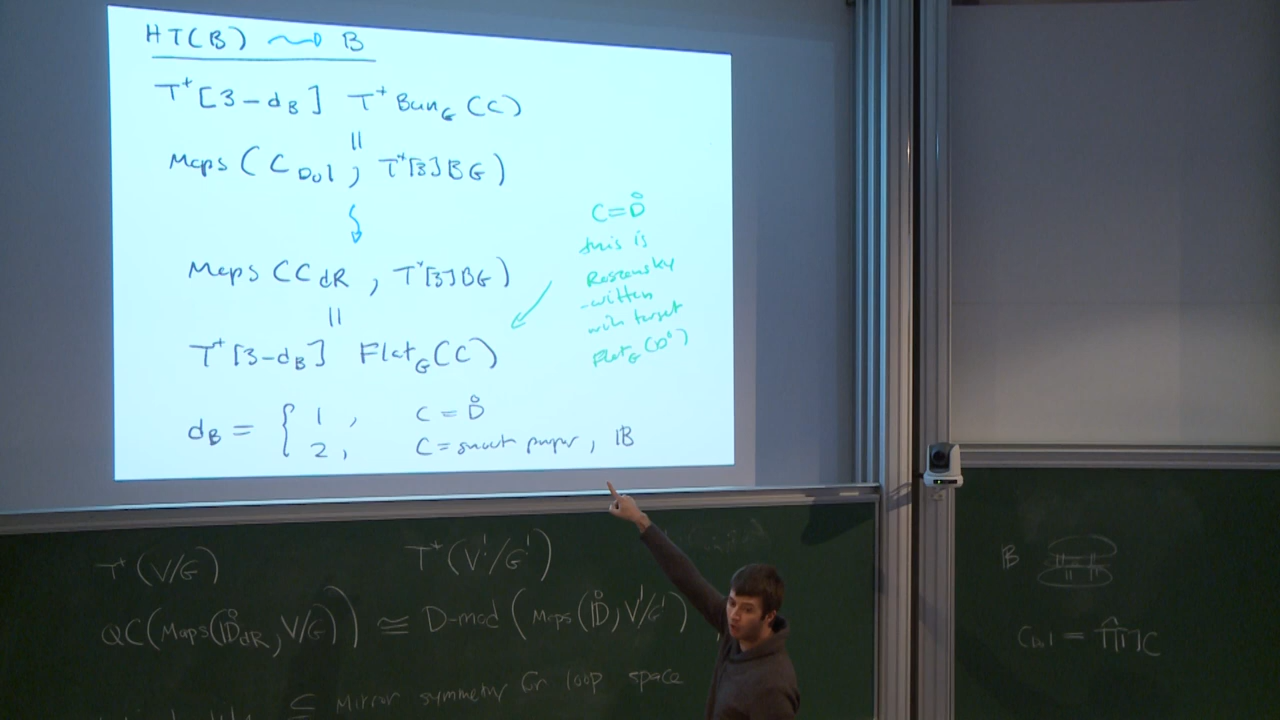 HT(B) ⇝ B
T*[3-d_B] T* Bun_G (C)
||
Maps (C_Dol , T*[3]BG)
Maps (C_dR , T*[3]BG)
||
T*[3-d_B] Flat_G (C)
d_B = { 1 , C = D°
2 , C = smooth proper , 𝔹
C = D°
this is
Rozansky
-witten
with target
Flat_G (D°)
T*(V/G)
T*(V^!/G^!)
QC(Maps(𝔻°_dR, V/G)) ≅ D-mod (Maps(𝔻°, V^!/G^!)
⊆ Mirror symmetry for loop space
𝔹
C_Dol = T̂[1]C